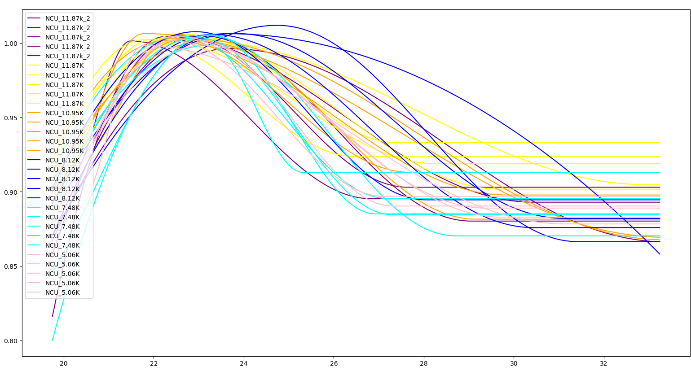 1.00
0.95
0.90
0.85
0.80
NCU_11.87k_2
NCU_11.87k_2
NCU_11.87k_2
NCU_11.87k_2
NCU_11.87k_2
NCU_11.87K
NCU_11.87K
NCU_11.87K
NCU_11.87K
NCU_11.87K
NCU_10.95K
NCU_10.95K
NCU_10.95K
NCU_10.95K
NCU_10.95K
NCU_8.12K
NCU_8.12K
NCU_8.12K
NCU_8.12K
NCU_8.12K
NCU_7.48K
NCU_7.48K
NCU_7.48K
NCU_7.48K
NCU_7.48K
NCU_5.06K
NCU_5.06K
NCU_5.06K
NCU_5.06K
NCU_5.06K
20 22 24 26 28 30 32